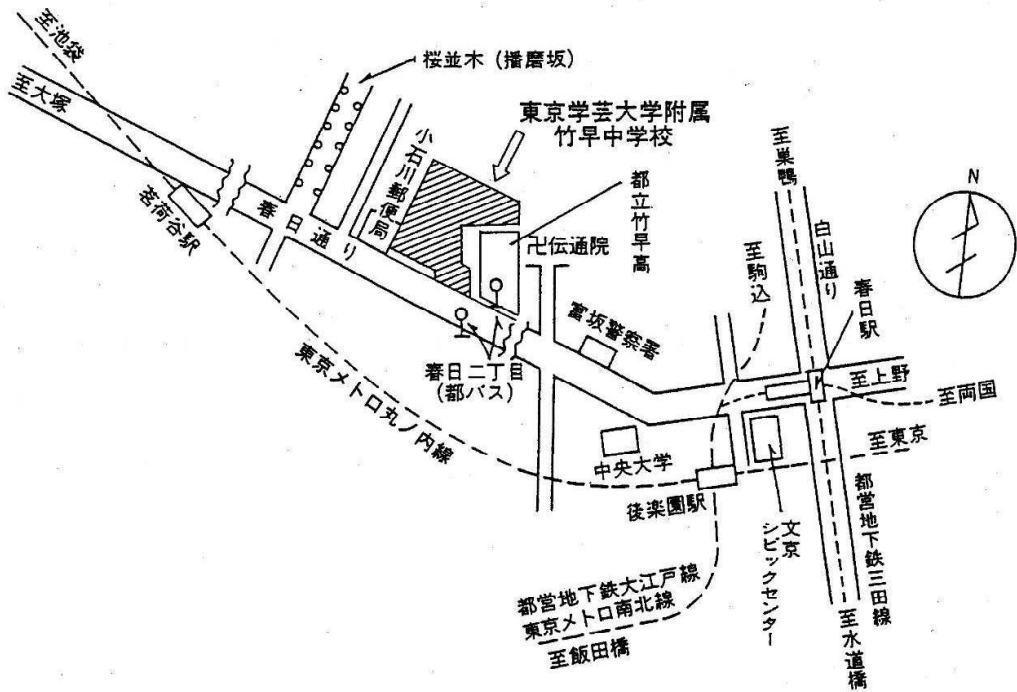 至池袋
至大塚
桜並木（播磨坂）
東京学芸大学附属
竹早中学校
小石川郵便局
都立竹早高
卍伝通院
茗荷谷駅
春日通り
至巣鴨
白山通り
N
至駒込
春日駅
富坂警察署
春日二丁目
（都バス）
至上野
至両国
至東京
東京メトロ丸ノ内線
中央大学
後楽園駅
文京
シビックセンター
都営地下鉄三田線
都営地下鉄大江戸線
東京メトロ南北線
至飯田橋
至水道橋